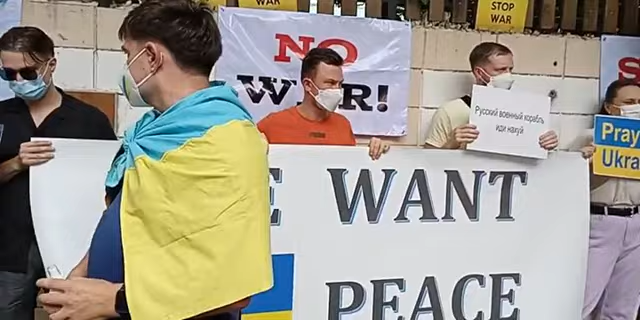 WAR
STOP
WAR
NO
WAR!
S
Русский военный корабль
иди нахуй
Pray
Ukra
E WANT
PEACE